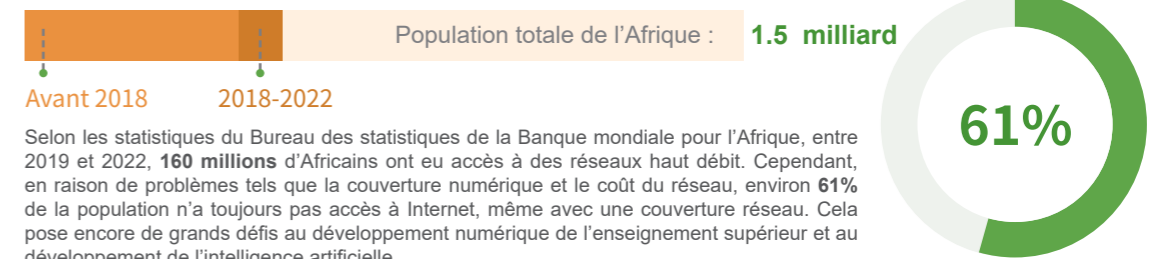 Population totale de l’Afrique : 1.5 milliard
Avant 2018 2018-2022
61%
Selon les statistiques du Bureau des statistiques de la Banque mondiale pour l’Afrique, entre
2019 et 2022, 160 millions d’Africains ont eu accès à des réseaux haut débit. Cependant,
en raison de problèmes tels que la couverture numérique et le coût du réseau, environ 61%
de la population n’a toujours pas accès à Internet, même avec une couverture réseau. Cela
pose encore de grands défis au développement numérique de l’enseignement supérieur et au
développement de l’intelligence artificielle.